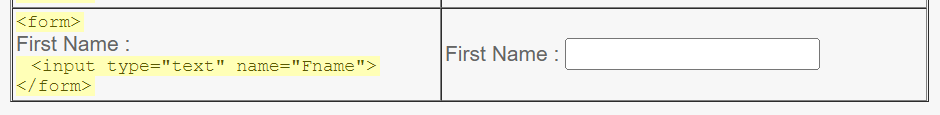 <form>
First Name :
<input type="text" name="Fname">
</form>
First Name :